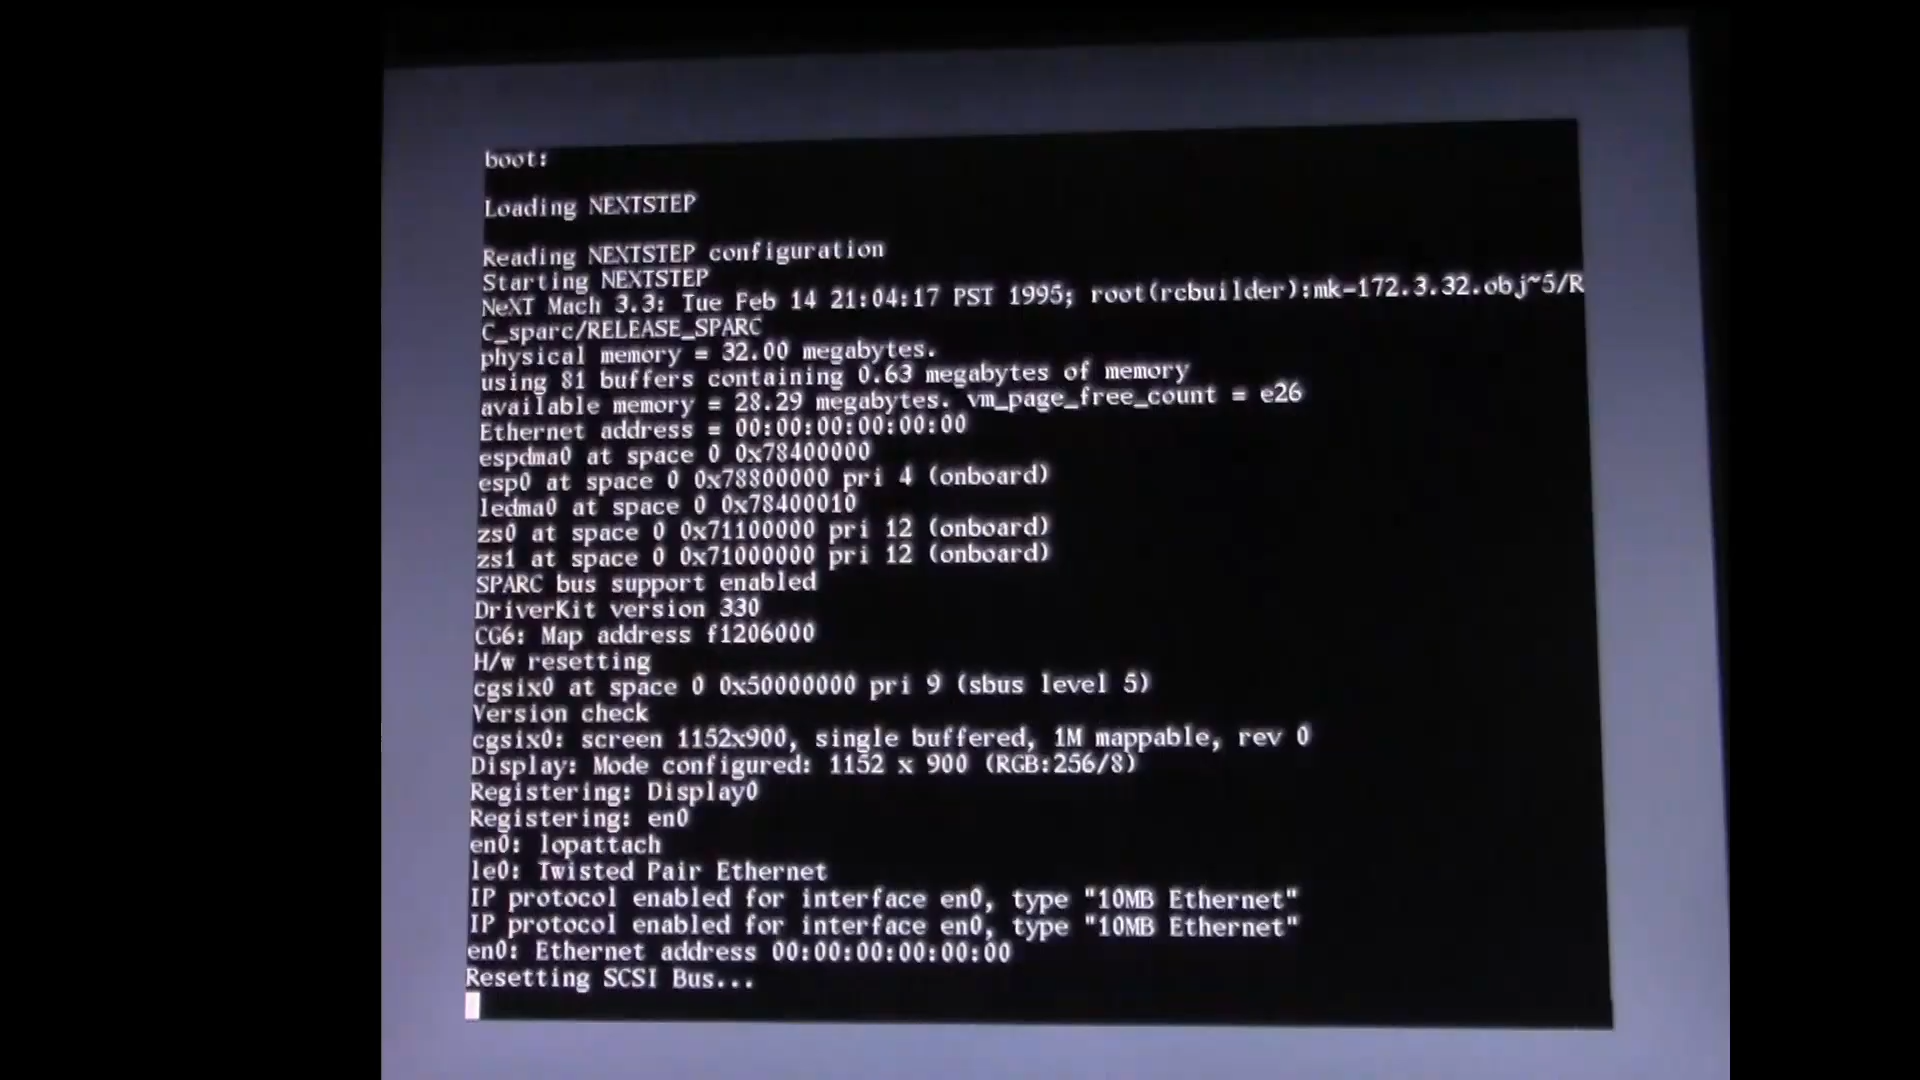 boot:
Loading NEXTSTEP
Reading NEXTSTEP configuration
Starting NEXTSTEP
NeXT Mach 3.3: Tue Feb 14 21:04:17 PST 1995; root(rcbuilder):mk-172.3.32.obj~5/R
C_sparc/RELEASE_SPARC
physical memory = 32.00 megabytes.
using 81 buffers containing 0.63 megabytes of memory
available memory = 28.29 megabytes. vm_page_free_count = e26
Ethernet address = 00:00:00:00:00:00
espdma0 at space 0 0x78400000
esp0 at space 0 0x78800000 pri 4 (onboard)
ledma0 at space 0 0x78400010
zs0 at space 0 0x71100000 pri 12 (onboard)
zs1 at space 0 0x71000000 pri 12 (onboard)
SPARC bus support enabled
DriverKit version 330
CG6: Map address f1206000
H/w resetting
cgsix0 at space 0 0x50000000 pri 9 (sbus level 5)
Version check
cgsix0: screen 1152x900, single buffered, 1M mappable, rev 0
Display: Mode configured: 1152 x 900 (RGB:256/8)
Registering: Display0
Registering: en0
en0: lopattach
le0: Twisted Pair Ethernet
IP protocol enabled for interface en0, type "10MB Ethernet"
IP protocol enabled for interface en0, type "10MB Ethernet"
en0: Ethernet address 00:00:00:00:00:00
Resetting SCSI Bus...